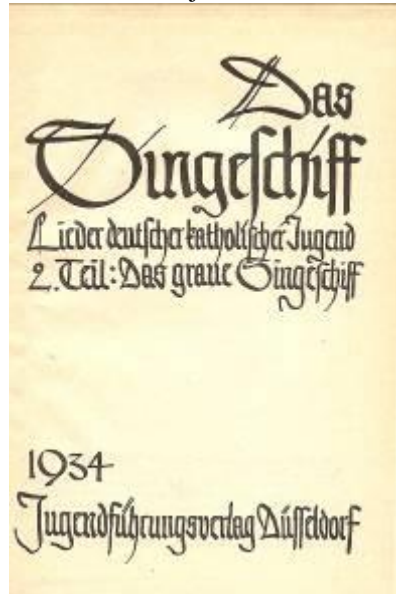 Das
Singeschiff
Lieder deutscher katholischer Jugend
2. Teil: Das graue Singeschiff
1934
Jugendführungsverlag Düsseldorf